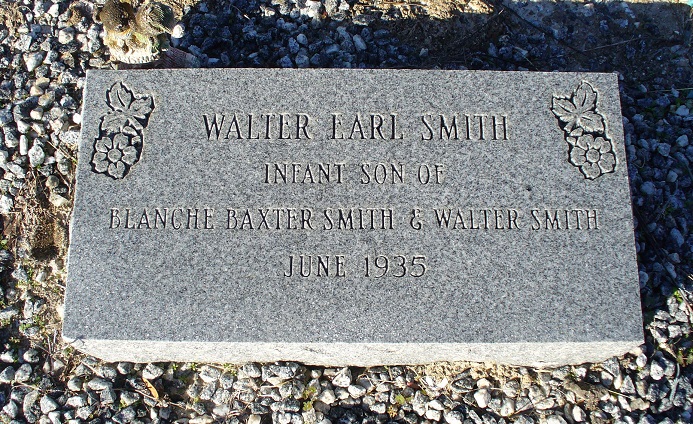 WALTER EARL SMITH
INFANT SON OF
BLANCHE BAXTER SMITH & WALTER SMITH
JUNE 1935